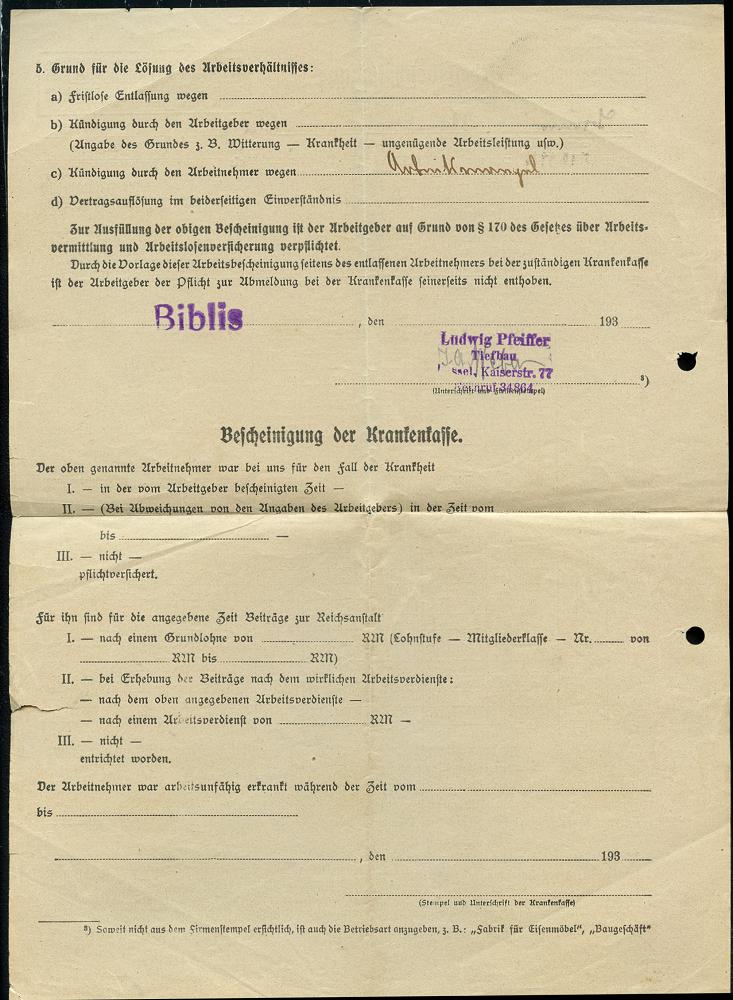 5. Grund für die Lösung des Arbeitsverhältnisses:
a) Fristlose Entlassung wegen
b) Kündigung durch den Arbeitgeber wegen
(Angabe des Grundes z. B. Witterung — Krankheit — ungenügende Arbeitsleistung usw.)
c) Kündigung durch den Arbeitnehmer wegen Arbeitsmangel
d) Vertragsauflösung im beiderseitigen Einverständnis
Zur Ausfüllung der obigen Bescheinigung ist der Arbeitgeber auf Grund von § 170 des Gesetzes über Arbeits-
vermittlung und Arbeitslosenversicherung verpflichtet.
Durch die Vorlage dieser Arbeitsbescheinigung seitens des entlassenen Arbeitnehmers bei der zuständigen Krankenkasse
ist der Arbeitgeber der Pflicht zur Abmeldung bei der Krankenkasse seinerseits nicht enthoben.
Biblis , den 193
Ludwig Pfeiffer
Tiefbau
ssel, Kaiserstr. 77
34864
⁸)
(Unterschrift und Firmenstempel)
Bescheinigung der Krankenkasse.
Der oben genannte Arbeitnehmer war bei uns für den Fall der Krankheit
I. — in der vom Arbeitgeber bescheinigten Zeit —
II. — (Bei Abweichungen von den Angaben des Arbeitgebers) in der Zeit vom
bis —
III. — nicht —
pflichtversichert.
Für ihn sind für die angegebene Zeit Beiträge zur Reichsanstalt
I. — nach einem Grundlohne von RM (Lohnstufe — Mitgliederklasse — Nr. von
RM bis RM)
II. — bei Erhebung der Beiträge nach dem wirklichen Arbeitsverdienste:
— nach dem oben angegebenen Arbeitsverdienste —
— nach einem Arbeitsverdienst von RM —
III. — nicht —
entrichtet worden.
Der Arbeitnehmer war arbeitsunfähig erkrankt während der Zeit vom
bis
, den 193
(Stempel und Unterschrift der Krankenkasse)
⁸) Soweit nicht aus dem Firmenstempel ersichtlich, ist auch die Betriebsart anzugeben, z. B.: „Fabrik für Eisenmöbel“, „Baugeschäft“